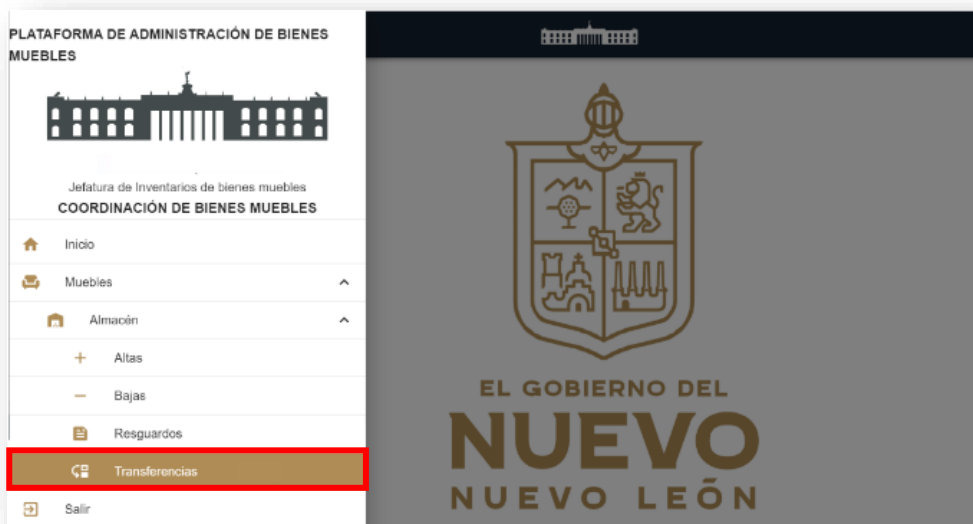 PLATAFORMA DE ADMINISTRACIÓN DE BIENES
MUEBLES
Jefatura de Inventarios de bienes muebles
COORDINACIÓN DE BIENES MUEBLES
Inicio
Muebles
Almacén
Altas
Bajas
Resguardos
Transferencias
Salir
EL GOBIERNO DEL
NUEVO
NUEVO LEÓN